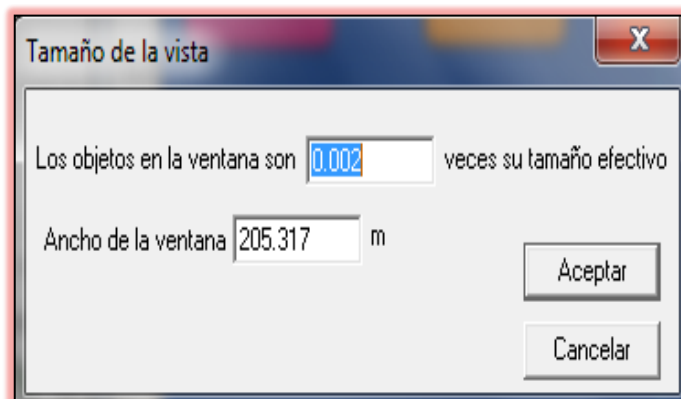 Tamaño de la vista
X
Los objetos en la ventana son 0.002 veces su tamaño efectivo
Ancho de la ventana 205.317 m
Aceptar
Cancelar